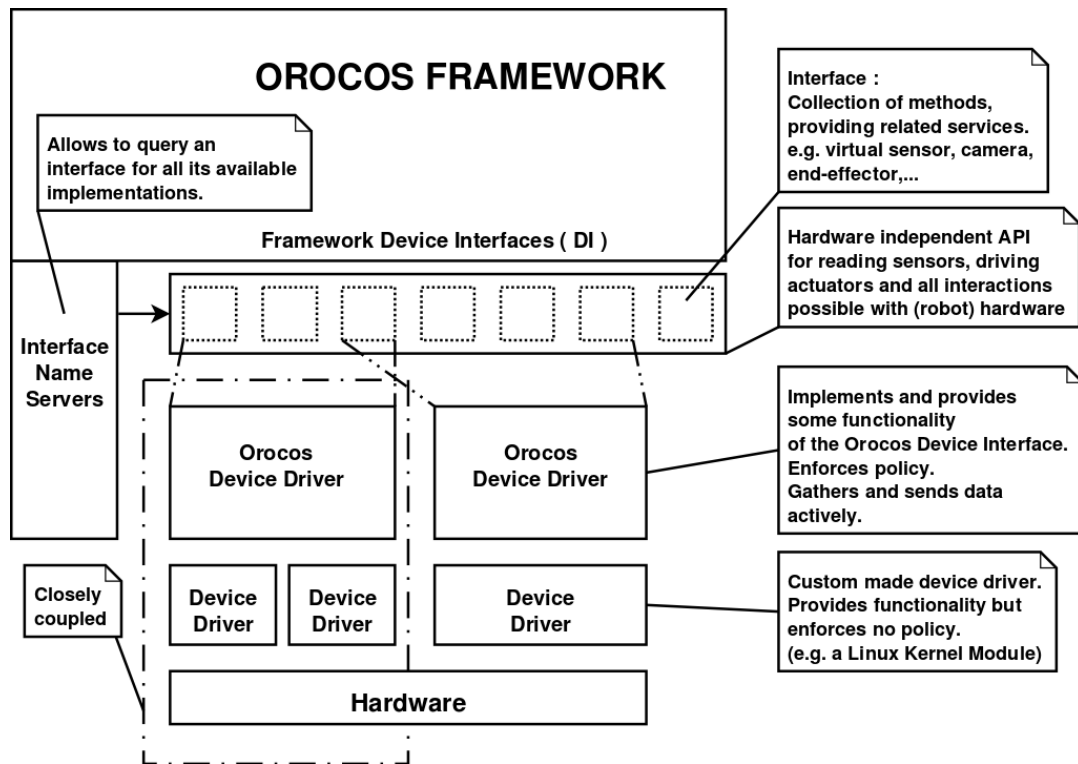 OROCOS FRAMEWORK
Allows to query an
interface for all its available
implementations.
Interface :
Collection of methods,
providing related services.
e.g. virtual sensor, camera,
end-effector,...
Framework Device Interfaces ( DI )
Hardware independent API
for reading sensors, driving
actuators and all interactions
possible with (robot) hardware
Interface
Name
Servers
Orocos
Device Driver
Orocos
Device Driver
Implements and provides
some functionality
of the Orocos Device Interface.
Enforces policy.
Gathers and sends data
actively.
Closely
coupled
Device
Driver
Device
Driver
Device
Driver
Custom made device driver.
Provides functionality but
enforces no policy.
(e.g. a Linux Kernel Module)
Hardware